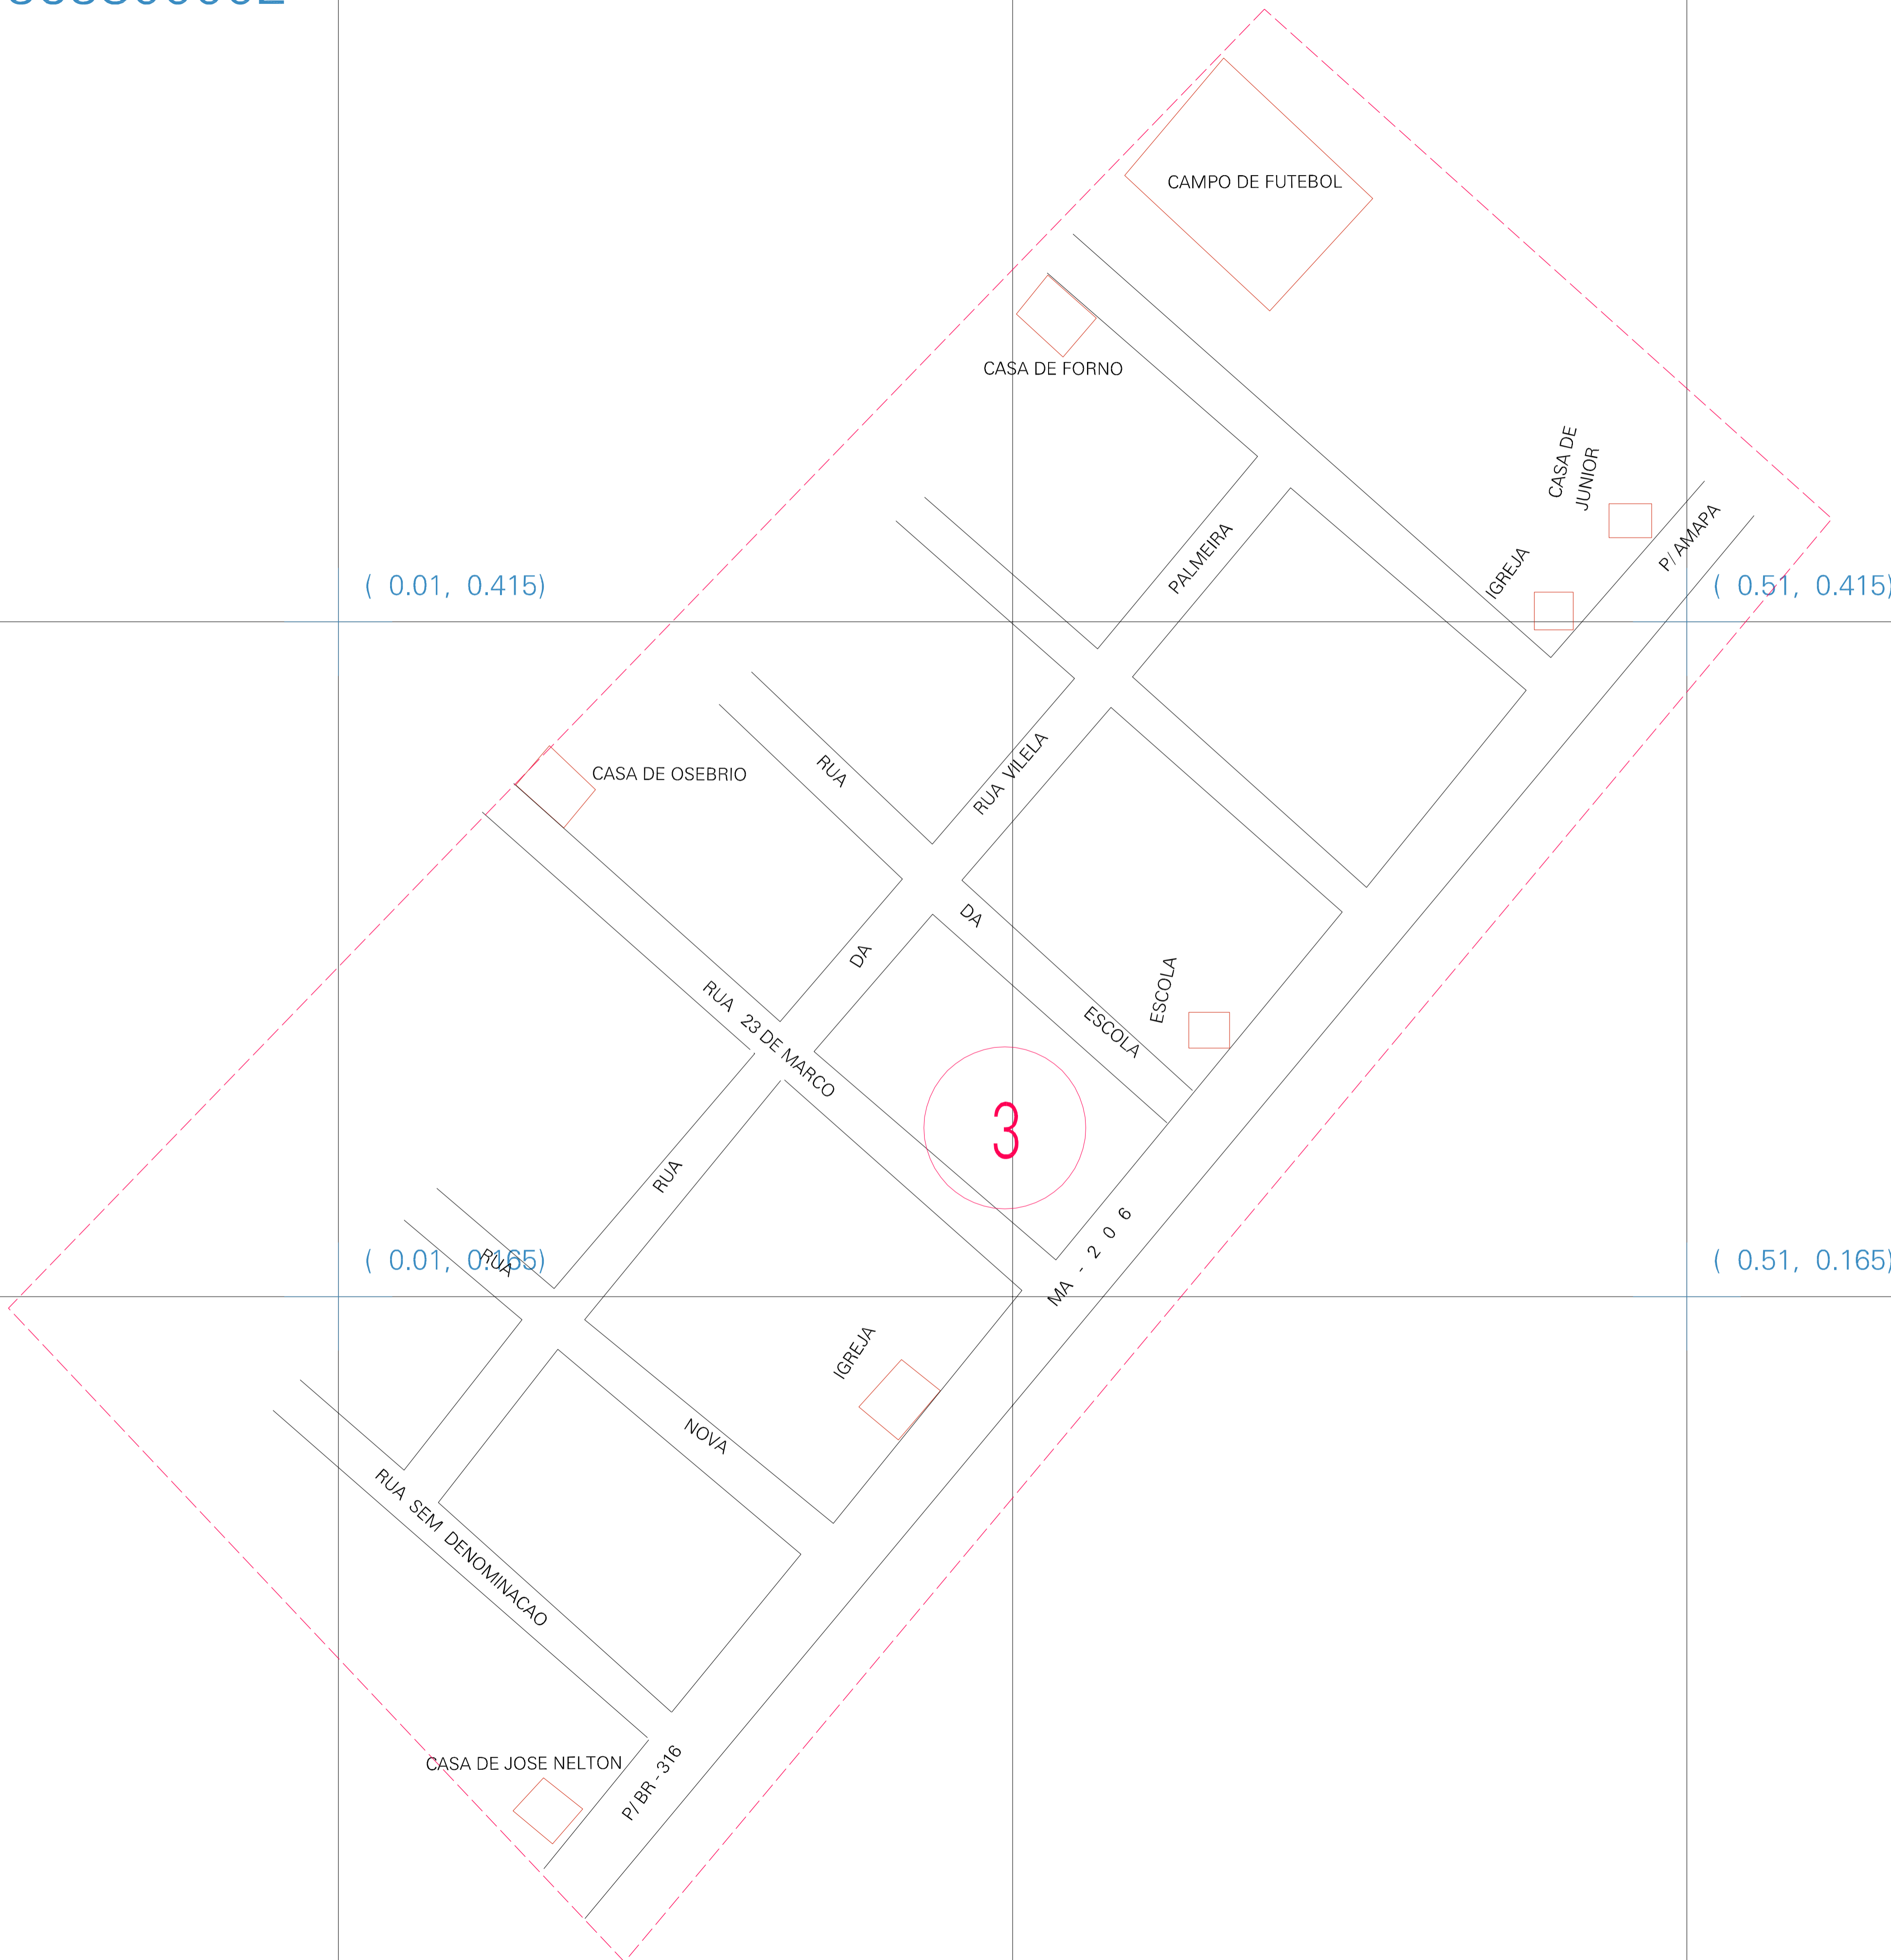 CAMPO DE FUTEBOL
CASA DE FORNO
CASA DE
JUNIOR
P/ AMAPA
IGREJA
PALMEIRA
( 0.01, 0.415)
( 0.51, 0.415)
CASA DE OSEBRIO
RUA
RUA VILELA
DA
DA
ESCOLA
ESCOLA
RUA 23 DE MARCO
3
RUA
MA - 2 0 6
RUA
( 0.01, 0.165)
( 0.51, 0.165)
IGREJA
NOVA
RUA SEM DENOMINACAO
CASA DE JOSE NELTON
P/ BR - 316